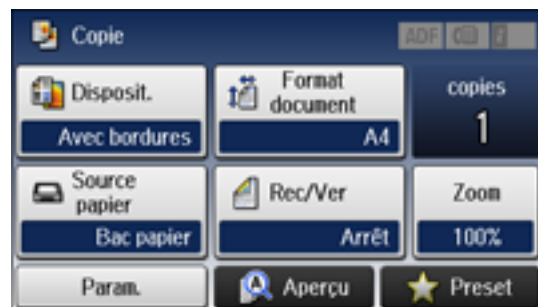 Copie
ADF
Disposit.
Avec bordures
Format
document
A4
copies
1
Source
papier
Bac papier
Rec/Ver
Arrêt
Zoom
100%
Param.
Aperçu
Preset